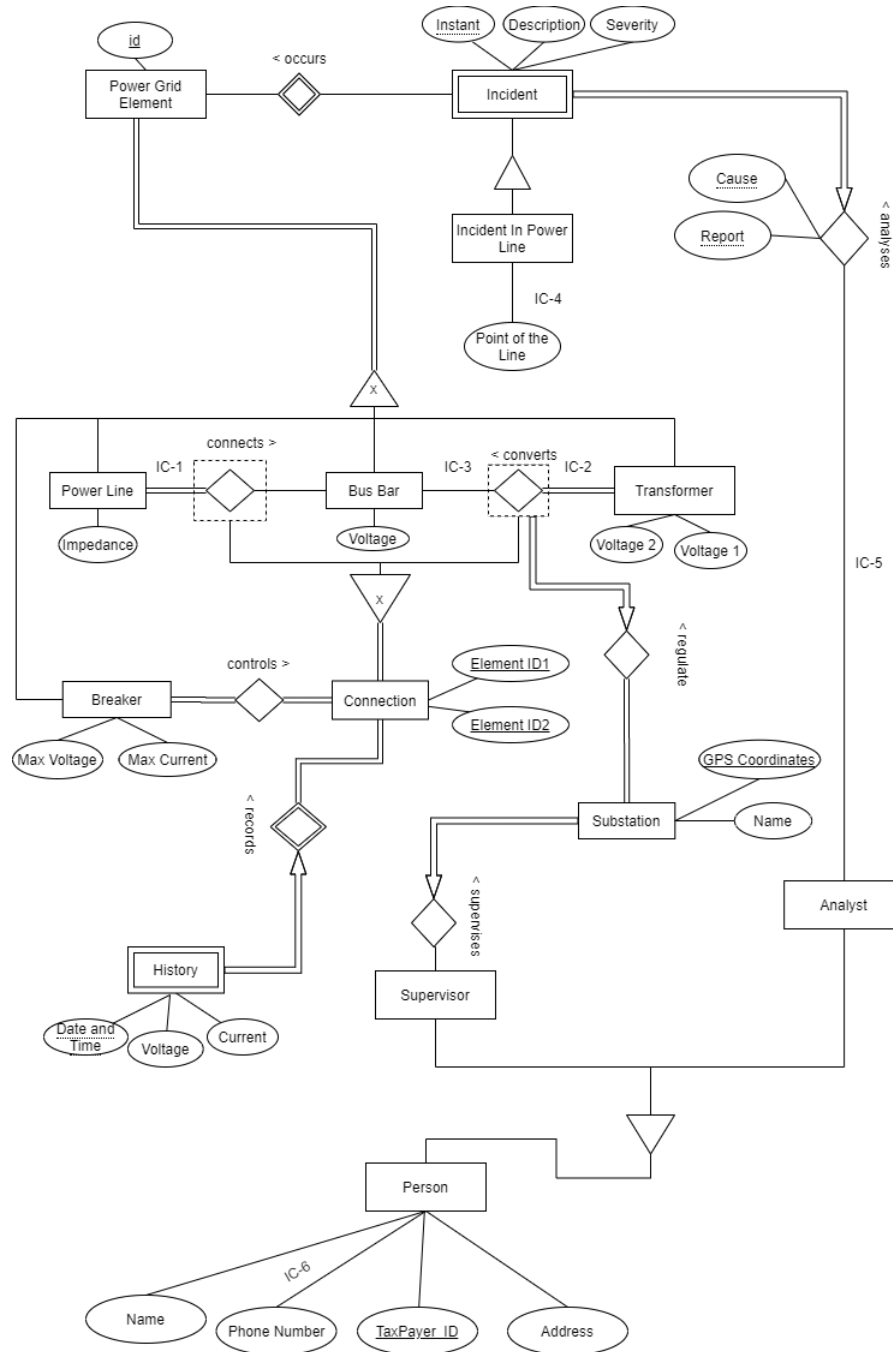 Instant
Description
Severity
id
< occurs
Power Grid
Element
Incident
Cause
Report
< analyses
Incident In Power
Line
IC-4
Point of the
Line
X
connects >
< converts
IC-1
IC-3
IC-2
Power Line
Bus Bar
Transformer
Impedance
Voltage
Voltage 2
Voltage 1
IC-5
X
< regulate
controls >
Element ID1
Breaker
Connection
Element ID2
Max Voltage
Max Current
GPS Coordinates
< records
Substation
Name
< supervises
Analyst
History
Supervisor
Date and
Time
Voltage
Current
Person
IC-6
Name
Phone Number
TaxPayer_ID
Address